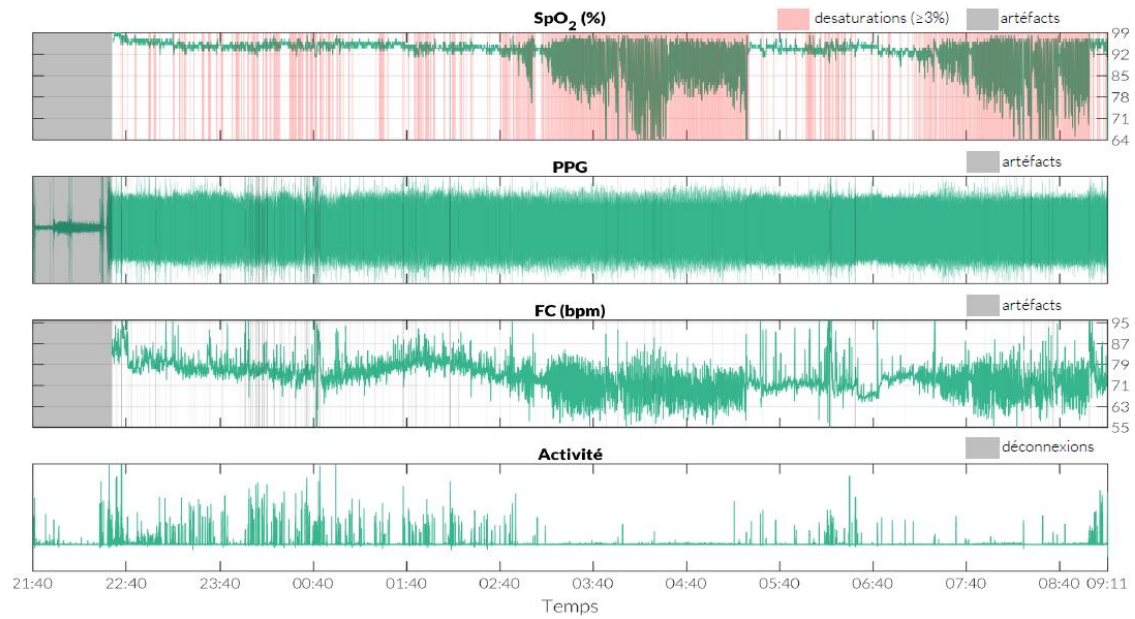 SpO2 (%)
desaturations (≥3%)
artéfacts
99
92
85
78
71
64
PPG
artéfacts
FC (bpm)
artéfacts
95
87
79
71
63
55
Activité
déconnexions
21:40 22:40 23:40 00:40 01:40 02:40 03:40 04:40 05:40 06:40 07:40 08:40 09:11
Temps